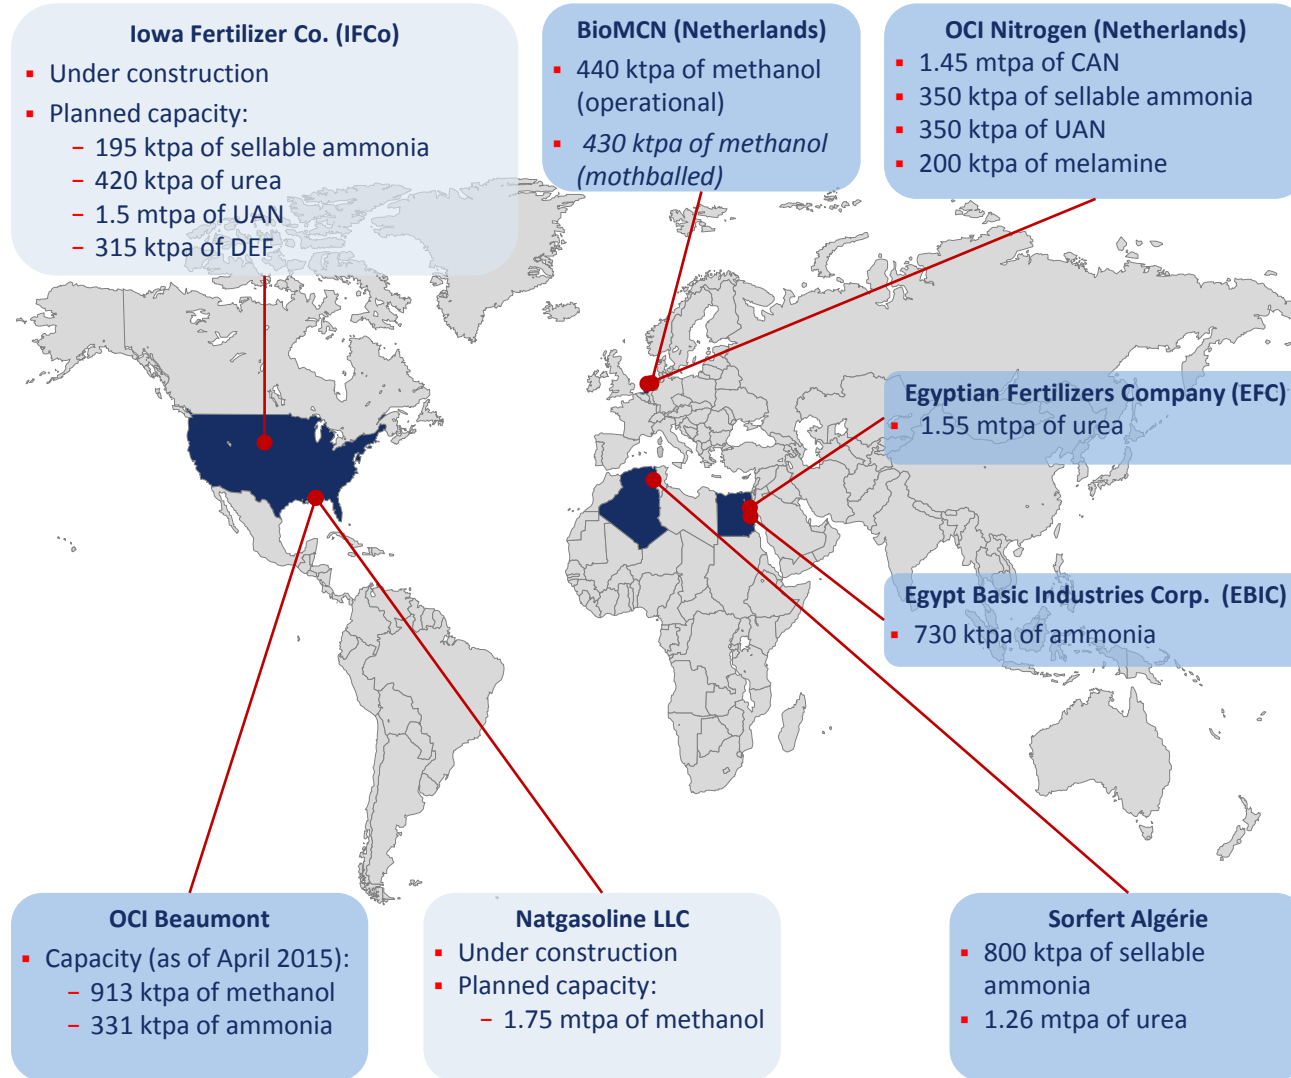 Iowa Fertilizer Co. (IFCo)
▪ Under construction
▪ Planned capacity:
– 195 ktpa of sellable ammonia
– 420 ktpa of urea
– 1.5 mtpa of UAN
– 315 ktpa of DEF
BioMCN (Netherlands)
▪ 440 ktpa of methanol
(operational)
▪ 430 ktpa of methanol
(mothballed)
OCI Nitrogen (Netherlands)
▪ 1.45 mtpa of CAN
▪ 350 ktpa of sellable ammonia
▪ 350 ktpa of UAN
▪ 200 ktpa of melamine
Egyptian Fertilizers Company (EFC)
▪ 1.55 mtpa of urea
Egypt Basic Industries Corp. (EBIC)
▪ 730 ktpa of ammonia
OCI Beaumont
▪ Capacity (as of April 2015):
– 913 ktpa of methanol
– 331 ktpa of ammonia
Natgasoline LLC
▪ Under construction
▪ Planned capacity:
– 1.75 mtpa of methanol
Sorfert Algérie
▪ 800 ktpa of sellable
ammonia
▪ 1.26 mtpa of urea